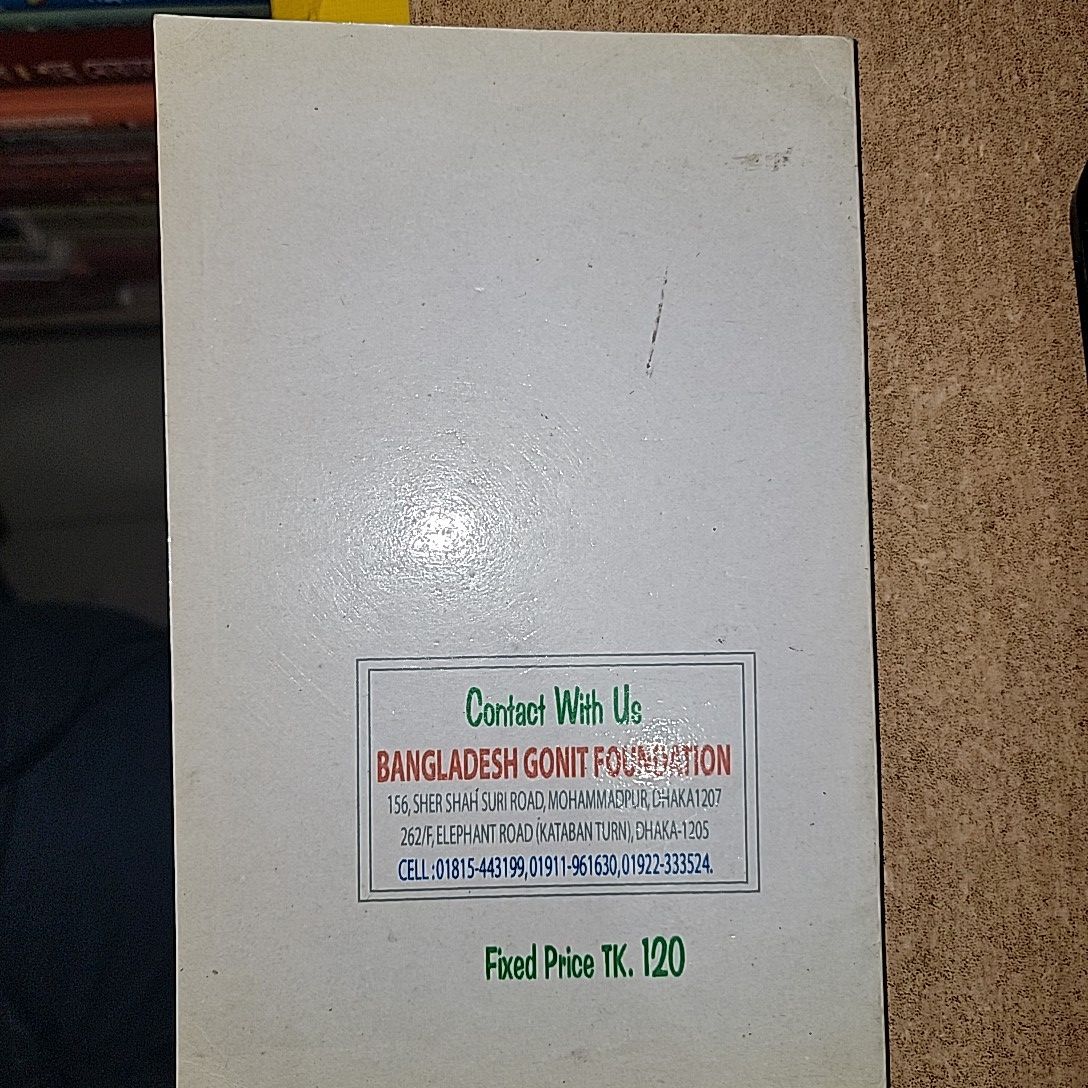 Contact With Us
BANGLADESH GONIT FOUNDATION
156, SHER SHAH SURI ROAD, MOHAMMADPUR, DHAKA1207
262/F, ELEPHANT ROAD (KATABAN TURN), DHAKA-1205
CELL :01815-443199,01911-961630,01922-333524.
Fixed Price TK. 120